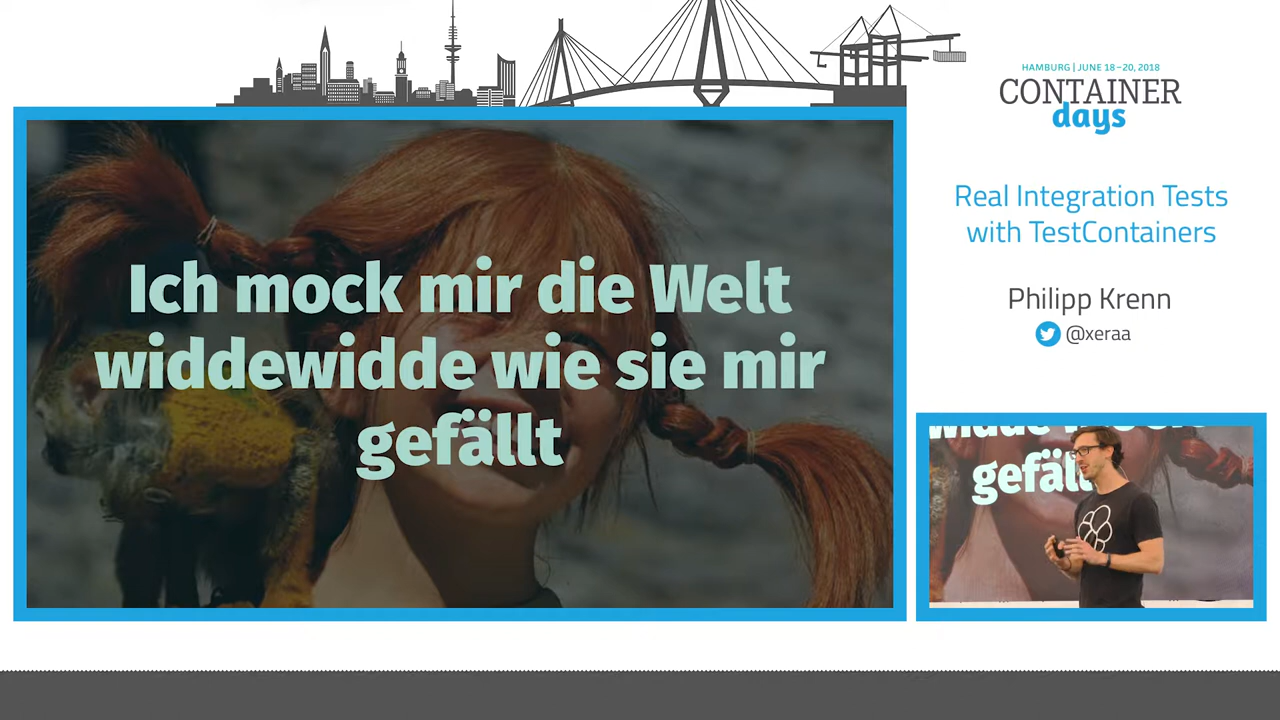 HAMBURG | JUNE 18–20, 2018
CONTAINER
days
Ich mock mir die Welt
widdewidde wie sie mir
gefällt
Real Integration Tests
with TestContainers
Philipp Krenn
@xeraa
gefäll